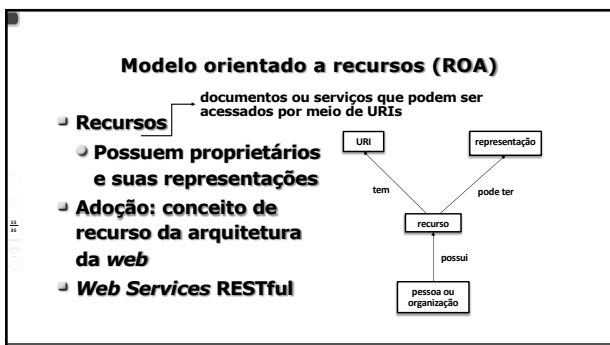 Modelo orientado a recursos (ROA)
documentos ou serviços que podem ser
acessados por meio de URIs
Recursos
Possuem proprietários
e suas representações
Adoção: conceito de
recurso da arquitetura
da web
Web Services RESTful
URI
representação
tem
pode ter
recurso
possui
pessoa ou
organização
15
35